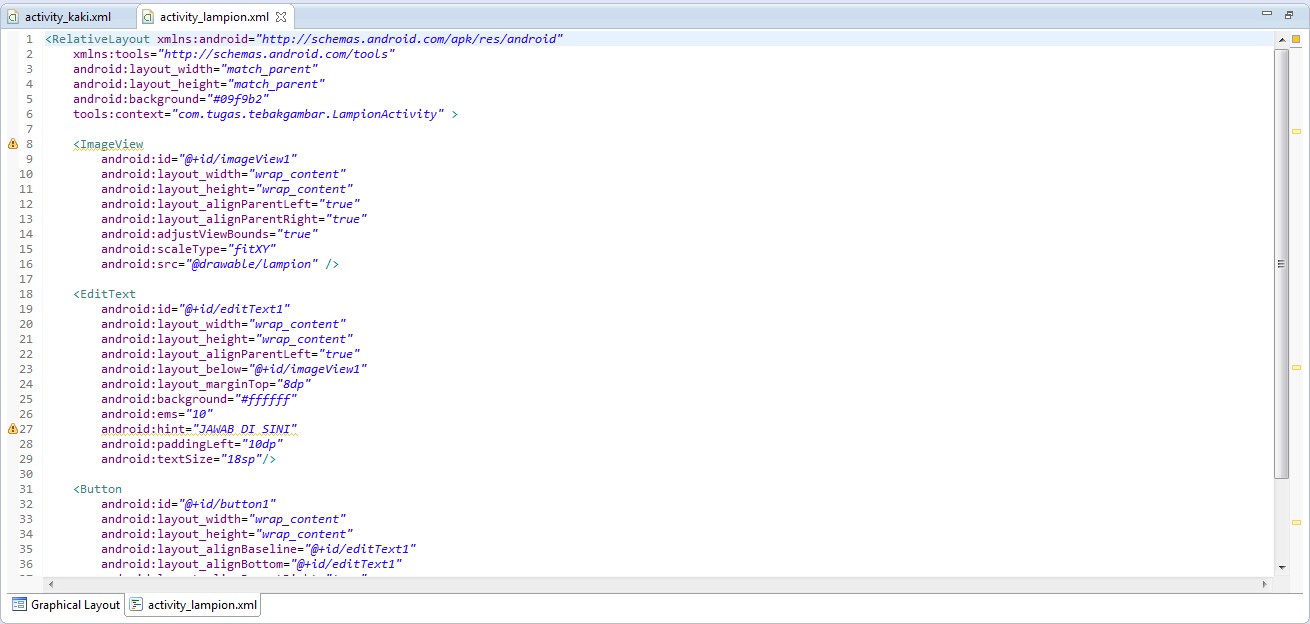 activity_kaki.xml activity_lampion.xml
1 <RelativeLayout xmlns:android="http://schemas.android.com/apk/res/android"
2 xmlns:tools="http://schemas.android.com/tools"
3 android:layout_width="match_parent"
4 android:layout_height="match_parent"
5 android:background="#09f9b2"
6 tools:context="com.tugas.tebakgambar.LampionActivity" >
7
8 <ImageView
9 android:id="@+id/imageView1"
10 android:layout_width="wrap_content"
11 android:layout_height="wrap_content"
12 android:layout_alignParentLeft="true"
13 android:layout_alignParentRight="true"
14 android:adjustViewBounds="true"
15 android:scaleType="fitXY"
16 android:src="@drawable/lampion" />
17
18 <EditText
19 android:id="@+id/editText1"
20 android:layout_width="wrap_content"
21 android:layout_height="wrap_content"
22 android:layout_alignParentLeft="true"
23 android:layout_below="@+id/imageView1"
24 android:layout_marginTop="8dp"
25 android:background="#ffffff"
26 android:ems="10"
27 android:hint="JAWAB DI SINI"
28 android:paddingLeft="10dp"
29 android:textSize="18sp"/>
30
31 <Button
32 android:id="@+id/button1"
33 android:layout_width="wrap_content"
34 android:layout_height="wrap_content"
35 android:layout_alignBaseline="@+id/editText1"
36 android:layout_alignBottom="@+id/editText1"
Graphical Layout activity_lampion.xml